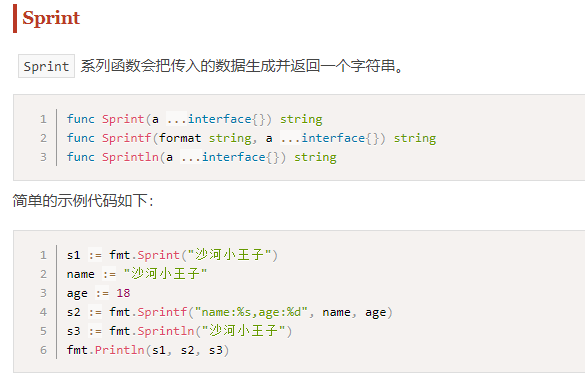 Sprint
Sprint 系列函数会把传入的数据生成并返回一个字符串。
1 func Sprint(a ...interface{}) string
2 func Sprintf(format string, a ...interface{}) string
3 func Sprintln(a ...interface{}) string
简单的示例代码如下：
1 s1 := fmt.Sprint("沙河小王子")
2 name := "沙河小王子"
3 age := 18
4 s2 := fmt.Sprintf("name:%s,age:%d", name, age)
5 s3 := fmt.Sprintln("沙河小王子")
6 fmt.Println(s1, s2, s3)